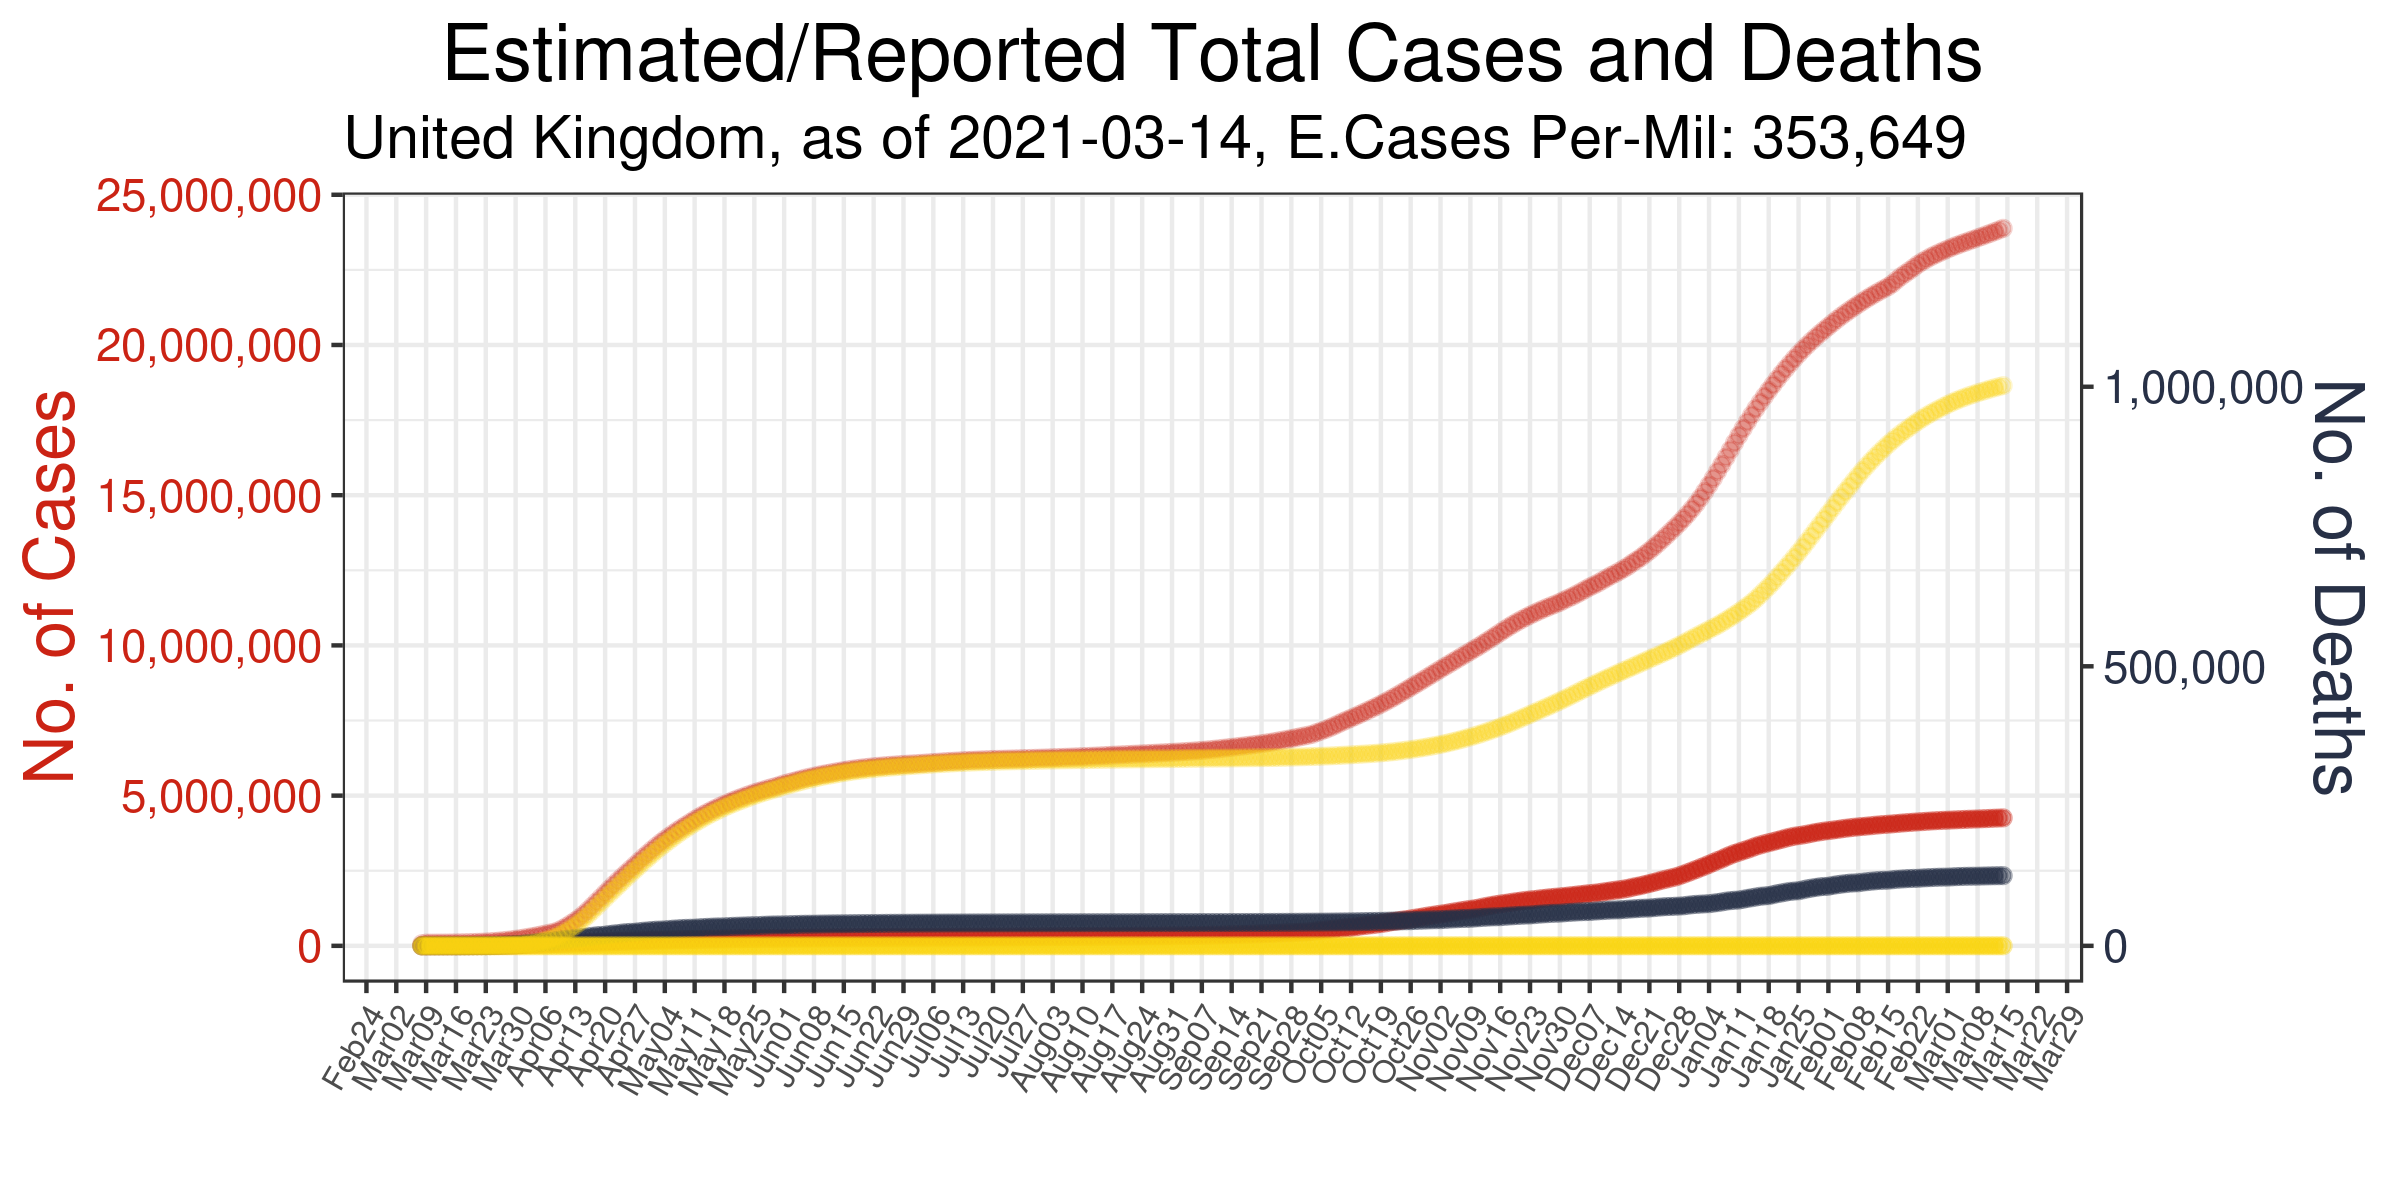 Estimated/Reported Total Cases and Deaths
United Kingdom, as of 2021-03-14, E.Cases Per-Mil: 353,649
No. of Cases
25,000,000
20,000,000
15,000,000
10,000,000
5,000,000
0
1,000,000
500,000
0
No. of Deaths
Feb24
Mar02
Mar09
Mar16
Mar23
Mar30
Apr06
Apr13
Apr20
Apr27
May04
May11
May18
May25
Jun01
Jun08
Jun15
Jun22
Jun29
Jul06
Jul13
Jul20
Jul27
Aug03
Aug10
Aug17
Aug24
Aug31
Sep07
Sep14
Sep21
Sep28
Oct05
Oct12
Oct19
Oct26
Nov02
Nov09
Nov16
Nov23
Nov30
Dec07
Dec14
Dec21
Dec28
Jan04
Jan11
Jan18
Jan25
Feb01
Feb08
Feb15
Feb22
Mar01
Mar08
Mar15
Mar22
Mar29